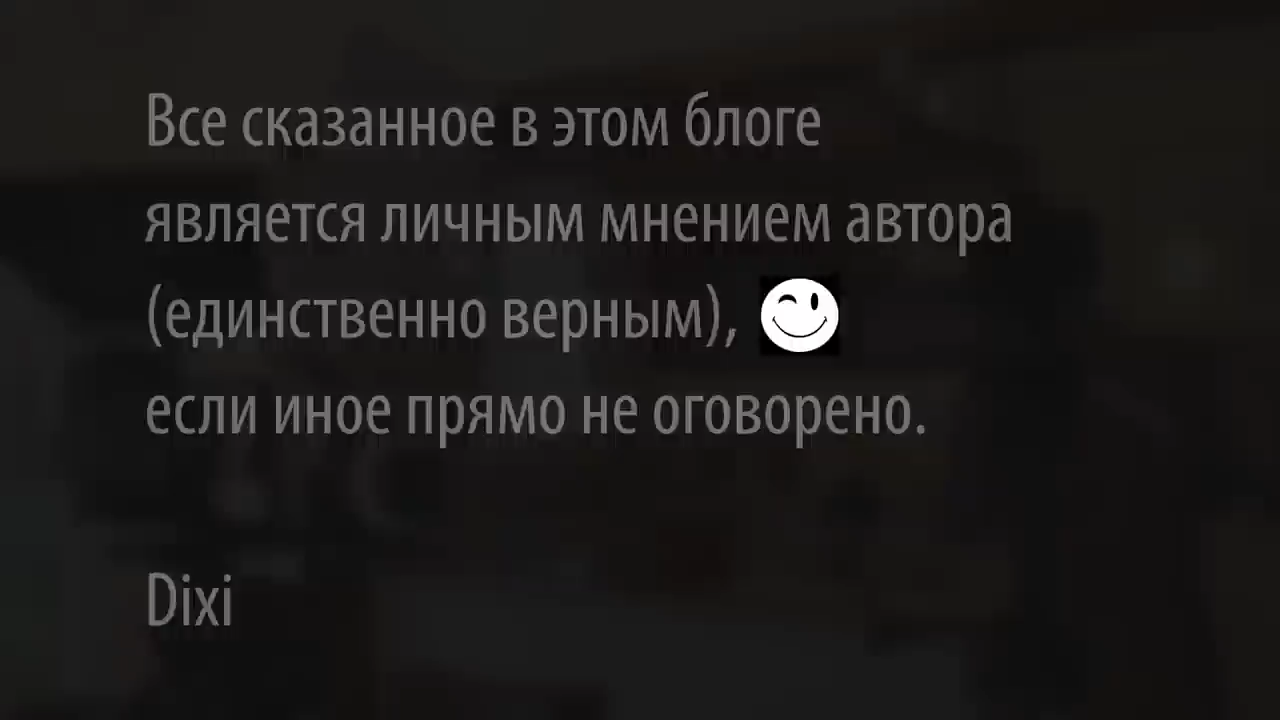 Все сказанное в этом блоге
является личным мнением автора
(единственно верным),
если иное прямо не оговорено.
Dixi